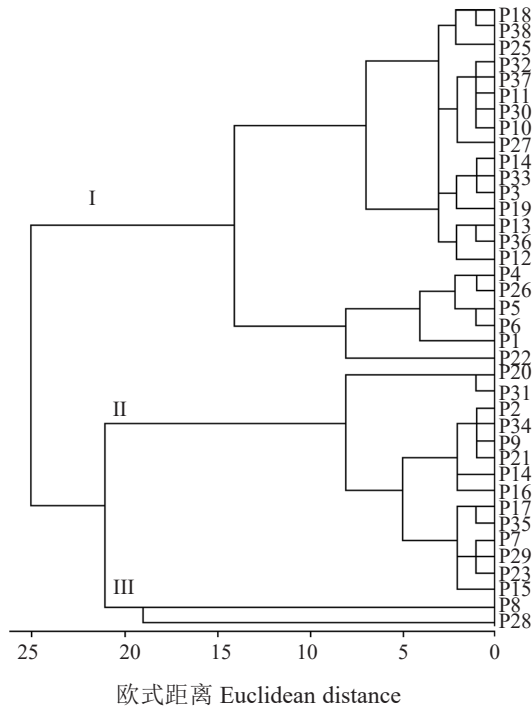 P18
P38
P25
P32
P37
P11
P30
P10
P27
P14
P33
P3
P19
I
P13
P36
P12
P4
P26
P5
P6
P1
P22
P20
P31
II
P2
P34
P9
P21
P14
P16
P17
P35
P7
P29
P23
III
P15
P8
P28
25 20 15 10 5 0
欧式距离 Euclidean distance